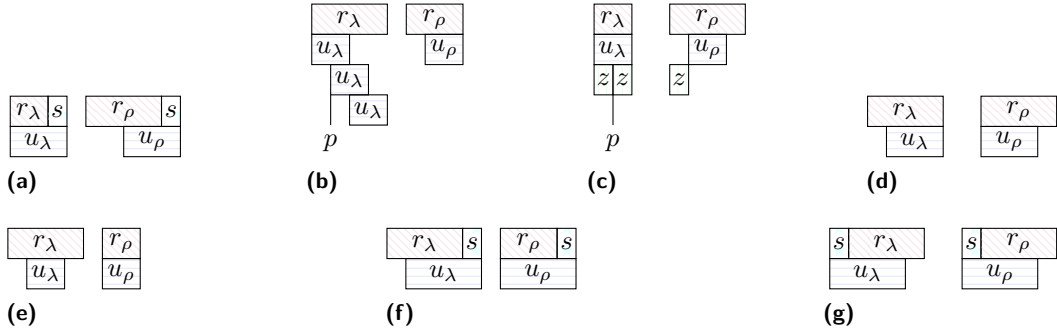 (a) r_λ s r_ρ s
u_λ u_ρ
(b) r_λ r_ρ
u_λ u_ρ
u_λ
u_λ
p
(c) r_λ r_ρ
u_λ u_ρ
z z z
p
(d) r_λ r_ρ
u_λ u_ρ
(e) r_λ r_ρ
u_λ u_ρ
(f) r_λ s r_ρ s
u_λ u_ρ
(g) s r_λ s r_ρ
u_λ u_ρ